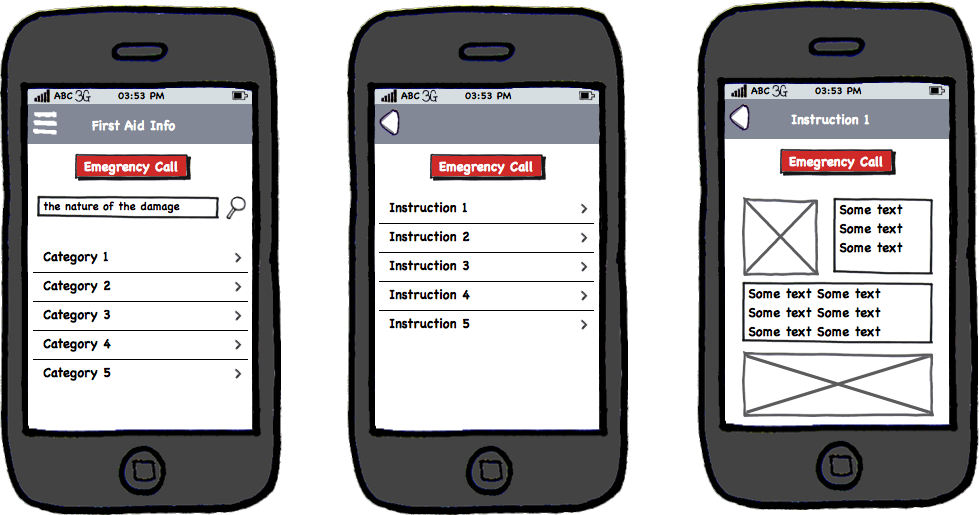 ABC 3G 03:53 PM
First Aid Info
Emegrency Call
the nature of the damage
Category 1
Category 2
Category 3
Category 4
Category 5
ABC 3G 03:53 PM
Emegrency Call
Instruction 1
Instruction 2
Instruction 3
Instruction 4
Instruction 5
ABC 3G 03:53 PM
Instruction 1
Emegrency Call
Some text
Some text
Some text
Some text Some text
Some text Some text
Some text Some text